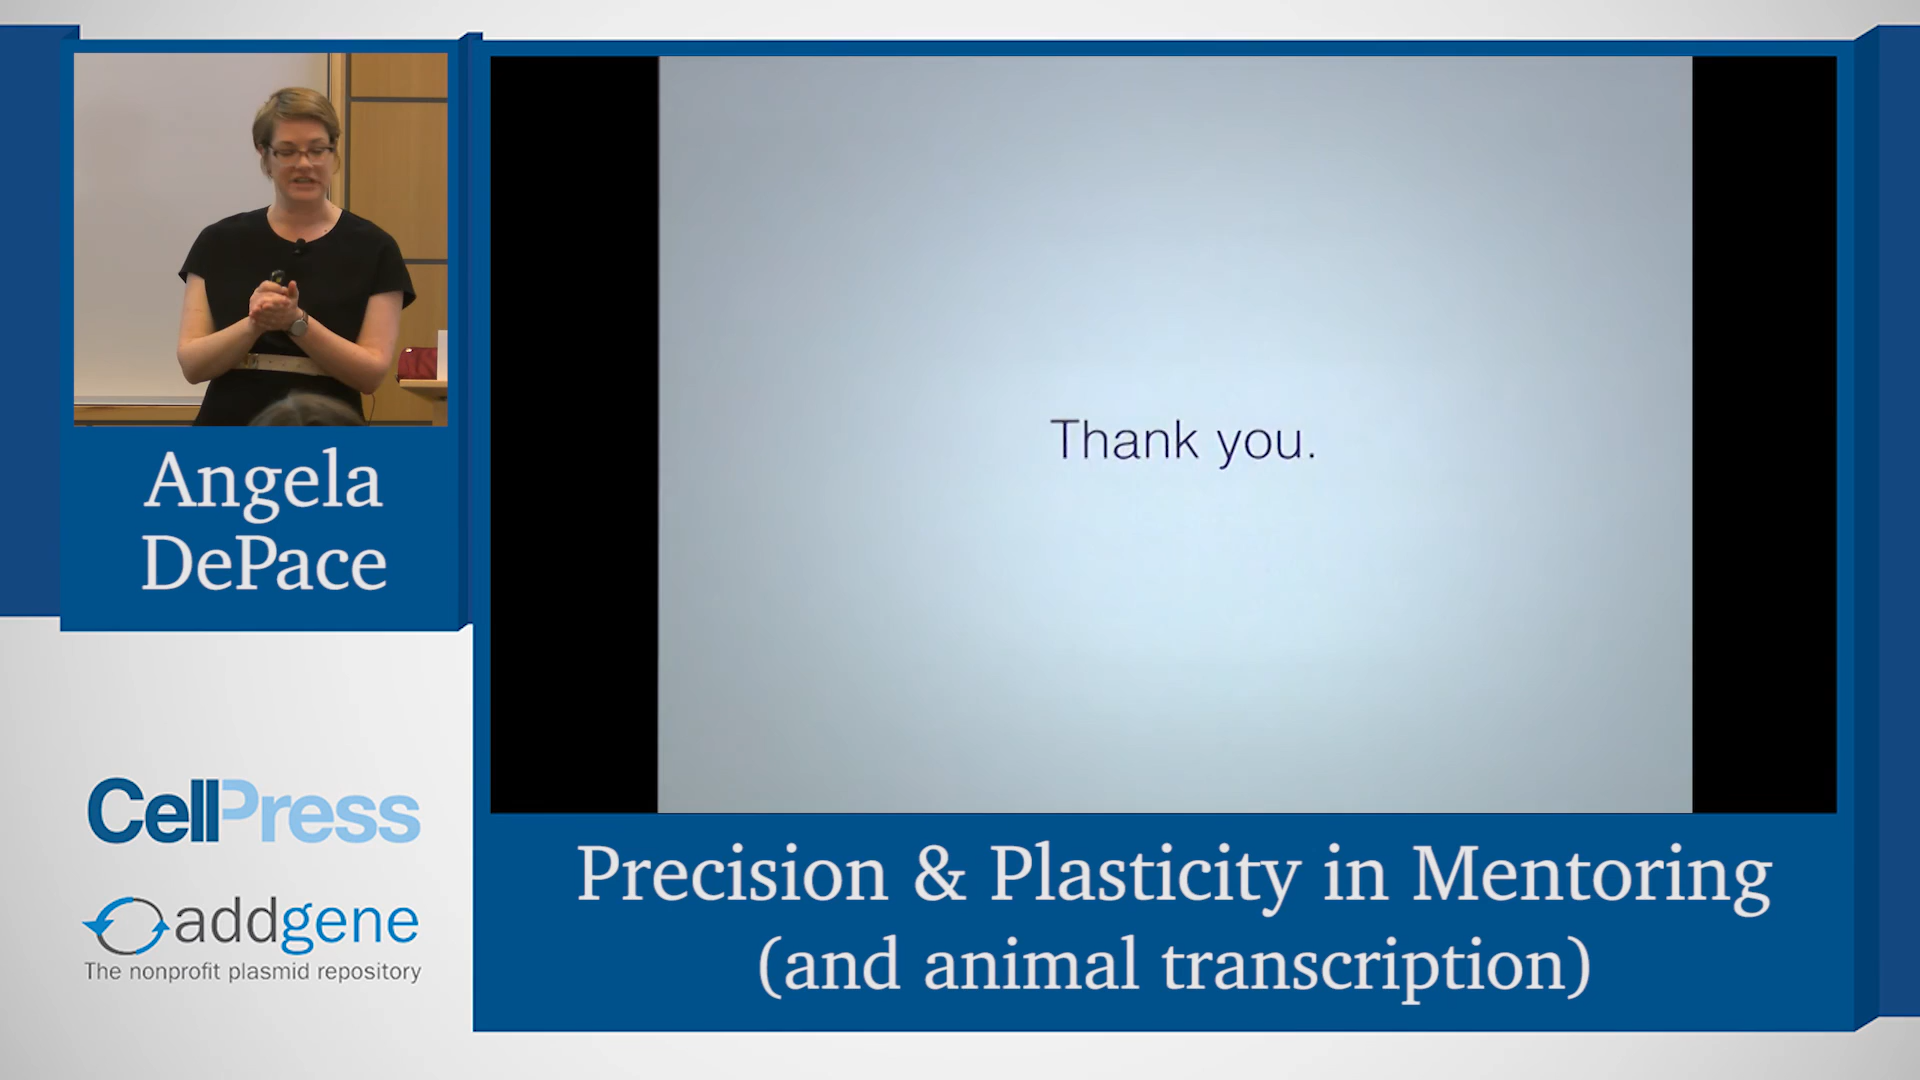 Thank you.
Angela
DePace
CellPress
addgene
The nonprofit plasmid repository
Precision & Plasticity in Mentoring
(and animal transcription)